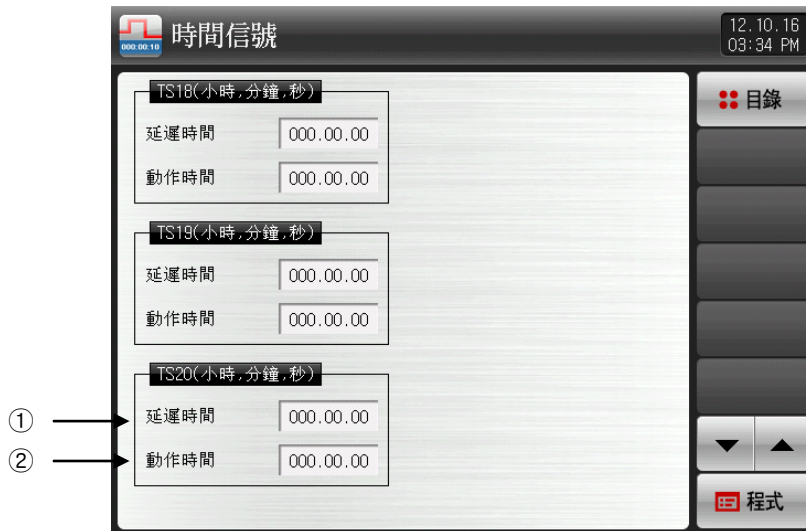 000:00:10
時間信號
12.10.16
03:34 PM
TS18(小時,分鐘,秒)
延遲時間 000.00.00
動作時間 000.00.00
TS19(小時,分鐘,秒)
延遲時間 000.00.00
動作時間 000.00.00
TS20(小時,分鐘,秒)
① 延遲時間 000.00.00
② 動作時間 000.00.00
目錄
程式